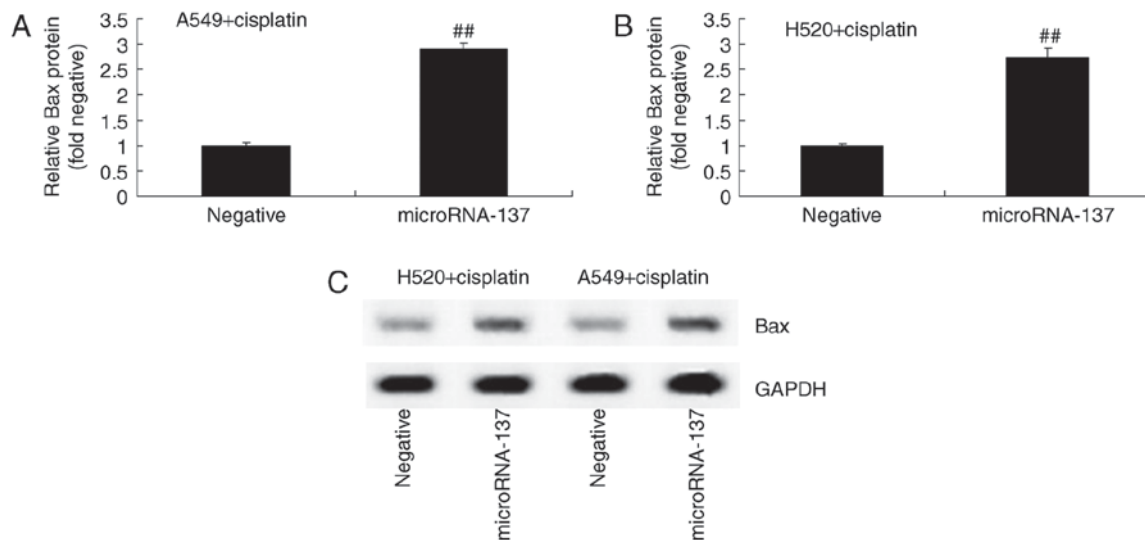 A
A549+cisplatin
Relative Bax protein
(fold negative)
3.5
3
2.5
2
1.5
1
0.5
0
##
Negative
microRNA-137
B
H520+cisplatin
Relative Bax protein
(fold negative)
3.5
3
2.5
2
1.5
1
0.5
0
##
Negative
microRNA-137
C
H520+cisplatin
A549+cisplatin
Bax
GAPDH
Negative
microRNA-137
Negative
microRNA-137